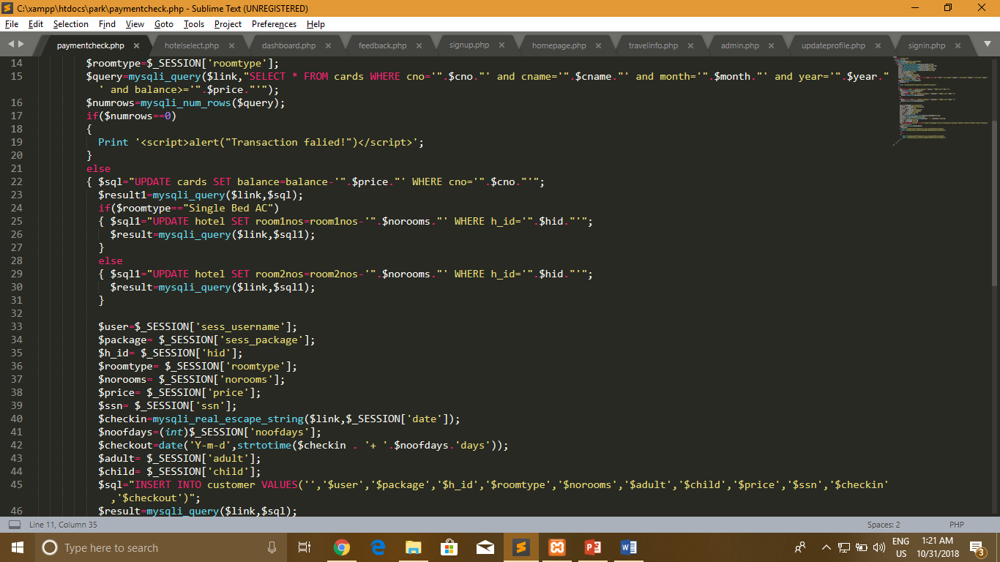 C:\xampp\htdocs\park\paymentcheck.php - Sublime Text (UNREGISTERED)
File Edit Selection Find View Goto Tools Project Preferences Help
paymentcheck.php hotelselect.php dashboard.php feedback.php signup.php homepage.php travelinfo.php admin.php updateprofile.php signin.php
14 $roomtype=$_SESSION['roomtype'];
15 $query=mysqli_query($link,"SELECT * FROM cards WHERE cno='".$cno."' and cname='".$cname."' and month='".$month."' and year='".$year."
' and balance>='".$price."'");
16 $numrows=mysqli_num_rows($query);
17 if($numrows==0)
18 {
19 Print '<script>alert("Transaction falied!")</script>';
20 }
21 else
22 { $sql="UPDATE cards SET balance=balance-'".$price."' WHERE cno='".$cno."'";
23 $result1=mysqli_query($link,$sql);
24 if($roomtype=="Single Bed AC")
25 { $sql1="UPDATE hotel SET room1nos=room1nos-'".$norooms."' WHERE h_id='".$hid."'";
26 $result=mysqli_query($link,$sql1);
27 }
28 else
29 { $sql1="UPDATE hotel SET room2nos=room2nos-'".$norooms."' WHERE h_id='".$hid."'";
30 $result=mysqli_query($link,$sql1);
31 }
32
33 $user=$_SESSION['sess_username'];
34 $package= $_SESSION['sess_package'];
35 $h_id= $_SESSION['hid'];
36 $roomtype= $_SESSION['roomtype'];
37 $norooms= $_SESSION['norooms'];
38 $price= $_SESSION['price'];
39 $ssn= $_SESSION['ssn'];
40 $checkin=mysqli_real_escape_string($link,$_SESSION['date']);
41 $noofdays=(int)$_SESSION['noofdays'];
42 $checkout=date('Y-m-d',strtotime($checkin . '+ '.$noofdays.'days'));
43 $adult= $_SESSION['adult'];
44 $child= $_SESSION['child'];
45 $sql="INSERT INTO customer VALUES('','$user','$package','$h_id','$roomtype','$norooms','$adult','$child','$price','$ssn','$checkin'
,'$checkout')";
46 $result=mysqli_query($link,$sql);
Line 11, Column 35 Spaces: 2 PHP
Type here to search
ENG 1:21 AM
US 10/31/2018 3